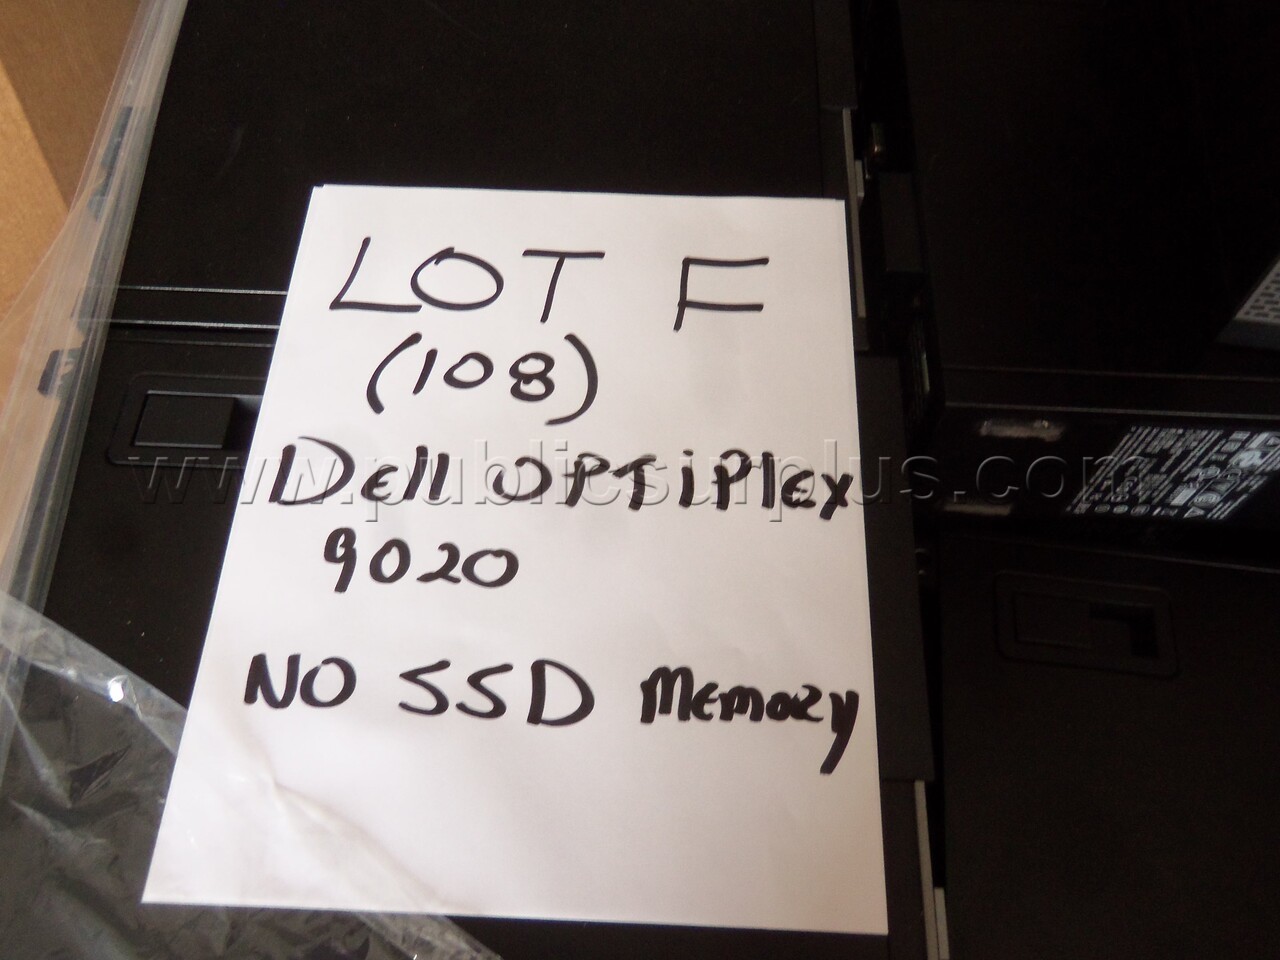 LOT F
(108)
Dell OPTiPlex
9020
NO SSD Memory
www.publicsurplus.com